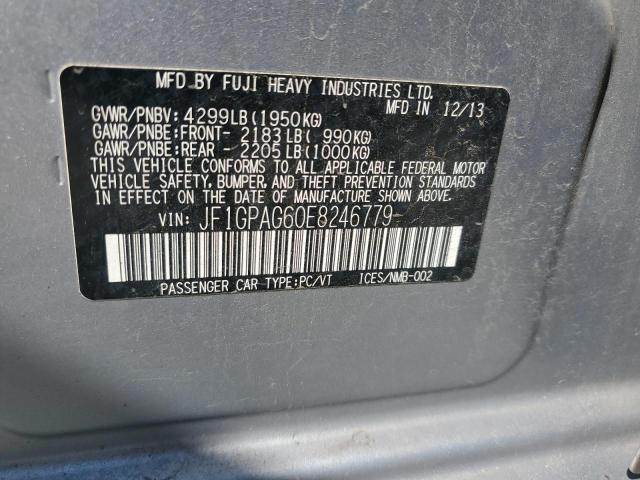 MFD BY FUJI HEAVY INDUSTRIES LTD.
MFD IN 12/13
GVWR/PNBV: 4299LB(1950KG)
GAWR/PNBE:FRONT- 2183LB( 990KG)
GAWR/PNBE:REAR - 2205LB(1000KG)
THIS VEHICLE CONFORMS TO ALL APPLICABLE FEDERAL MOTOR
VEHICLE SAFETY, BUMPER, AND THEFT PREVENTION STANDARDS
IN EFFECT ON THE DATE OF MANUFACTURE SHOWN ABOVE.
VIN: JF1GPAG60E8246779
PASSENGER CAR TYPE:PC/VT ICES/NMB-002